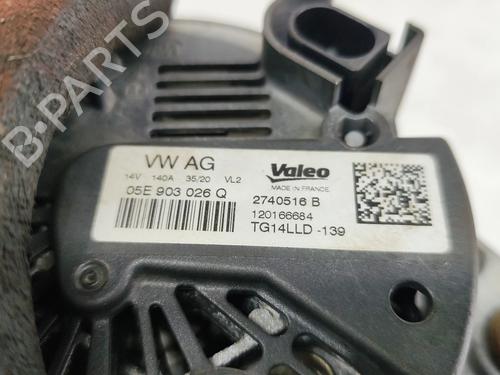 B-PARTS
VW AG
14V 140A 35/20 VL2
05E 903 026 Q
Valeo
MADE IN FRANCE
2740516 B
120166684
TG14LLD -139